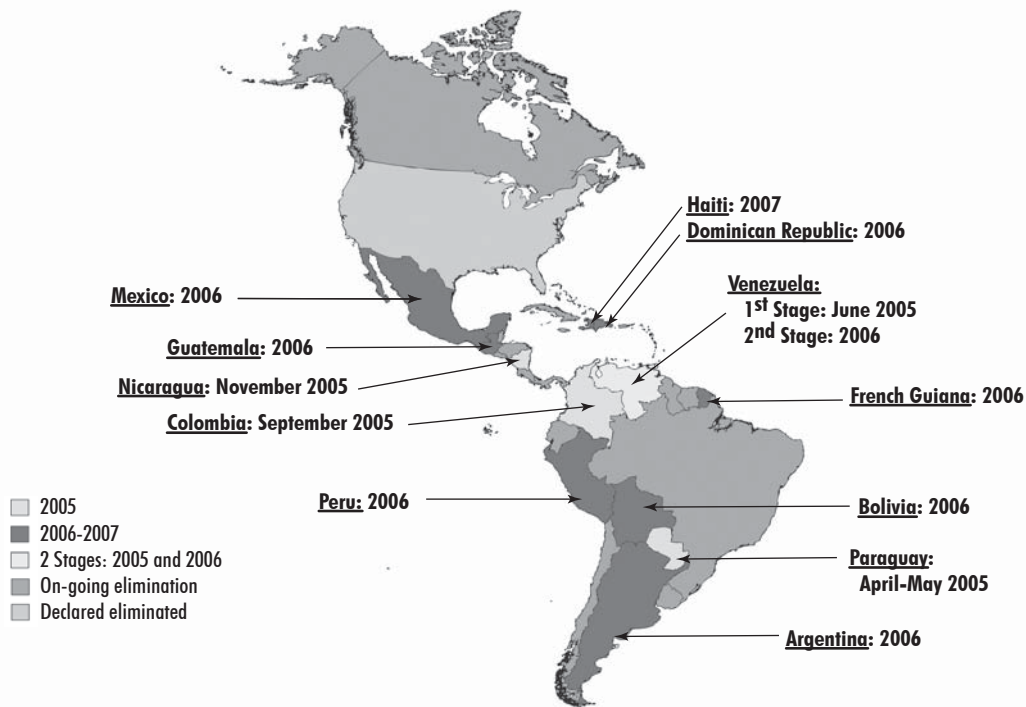 Haiti: 2007
Dominican Republic: 2006
Venezuela:
1st Stage: June 2005
2nd Stage: 2006
Mexico: 2006
Guatemala: 2006
Nicaragua: November 2005
French Guiana: 2006
Colombia: September 2005
Peru: 2006
Bolivia: 2006
Paraguay:
April-May 2005
Argentina: 2006
2005
2006-2007
2 Stages: 2005 and 2006
On-going elimination
Declared eliminated